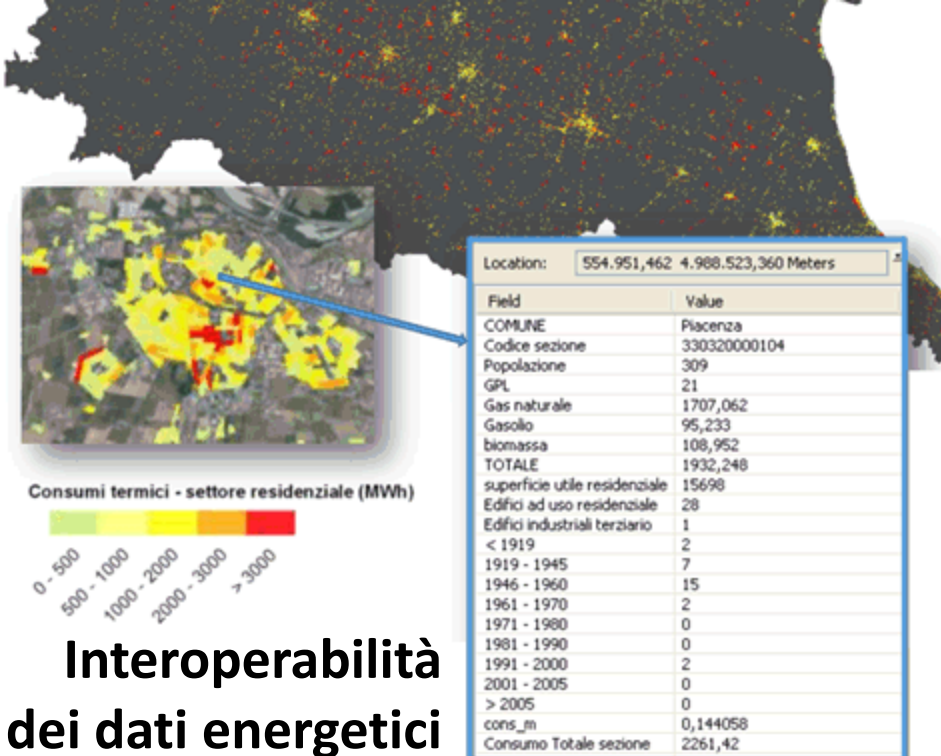 Location: 554.951,462 4.988.523,360 Meters
Field Value
COMUNE Piacenza
Codice sezione 330320000104
Popolazione 309
GPL 21
Gas naturale 1707,062
Gasolio 95,233
biomassa 108,952
TOTALE 1932,248
superficie utile residenziale 15698
Edifici ad uso residenziale 28
Edifici industriali terziario 1
< 1919 2
1919 - 1945 7
1946 - 1960 15
1961 - 1970 2
1971 - 1980 0
1981 - 1990 0
1991 - 2000 2
2001 - 2005 0
> 2005 0
cons_m 0,144058
Consumo Totale sezione 2261,42
Consumi termici - settore residenziale (MWh)
0 - 500
500 - 1000
1000 - 2000
2000 - 3000
> 3000
Interoperabilità
dei dati energetici